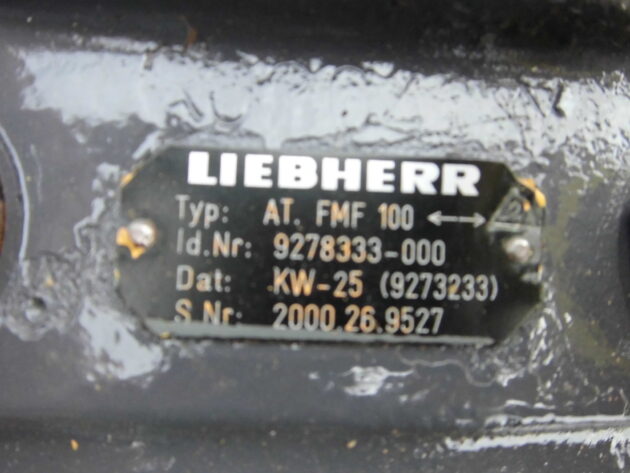 LIEBHERR
Typ: AT. FMF 100 ↔
Id.Nr: 9278333-000
Dat: KW-25 (9273233)
S.Nr: 2000.26.9527